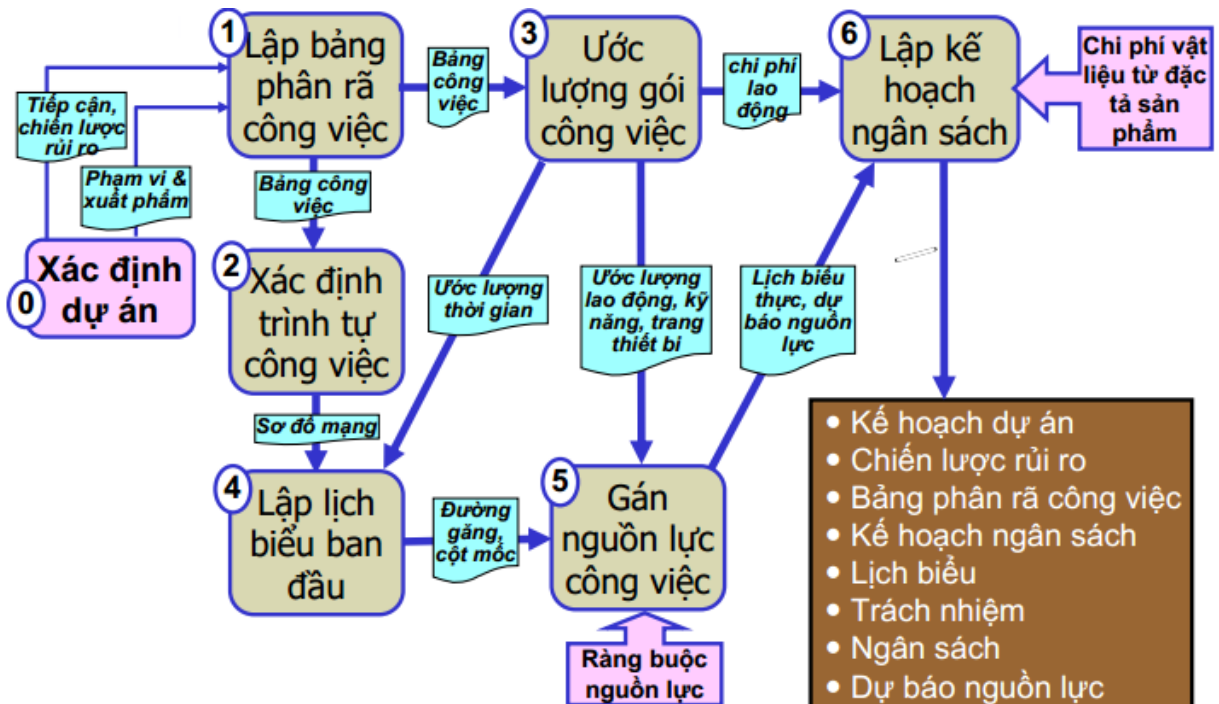 1
Lập bảng
phân rã
công việc
Bảng
công
việc
3
Ước
lượng gói
công việc
chi phí
lao
động
6
Lập kế
hoạch
ngân sách
Chi phí vật
liệu từ đặc
tả sản
phẩm
Tiếp cận,
chiến lược
rủi ro
Phạm vi &
xuất phẩm
Bảng công
việc
0
Xác định
dự án
2
Xác định
trình tự
công việc
Ước lượng
thời gian
Ước lượng
lao động, kỹ
năng, trang
thiết bi
Lịch biểu
thực, dự
báo nguồn
lực
Sơ đồ mạng
4
Lập lịch
biểu ban
đầu
Đường
găng,
cột mốc
5
Gán
nguồn lực
công việc
Ràng buộc
nguồn lực
• Kế hoạch dự án
• Chiến lược rủi ro
• Bảng phân rã công việc
• Kế hoạch ngân sách
• Lịch biểu
• Trách nhiệm
• Ngân sách
• Dự báo nguồn lực